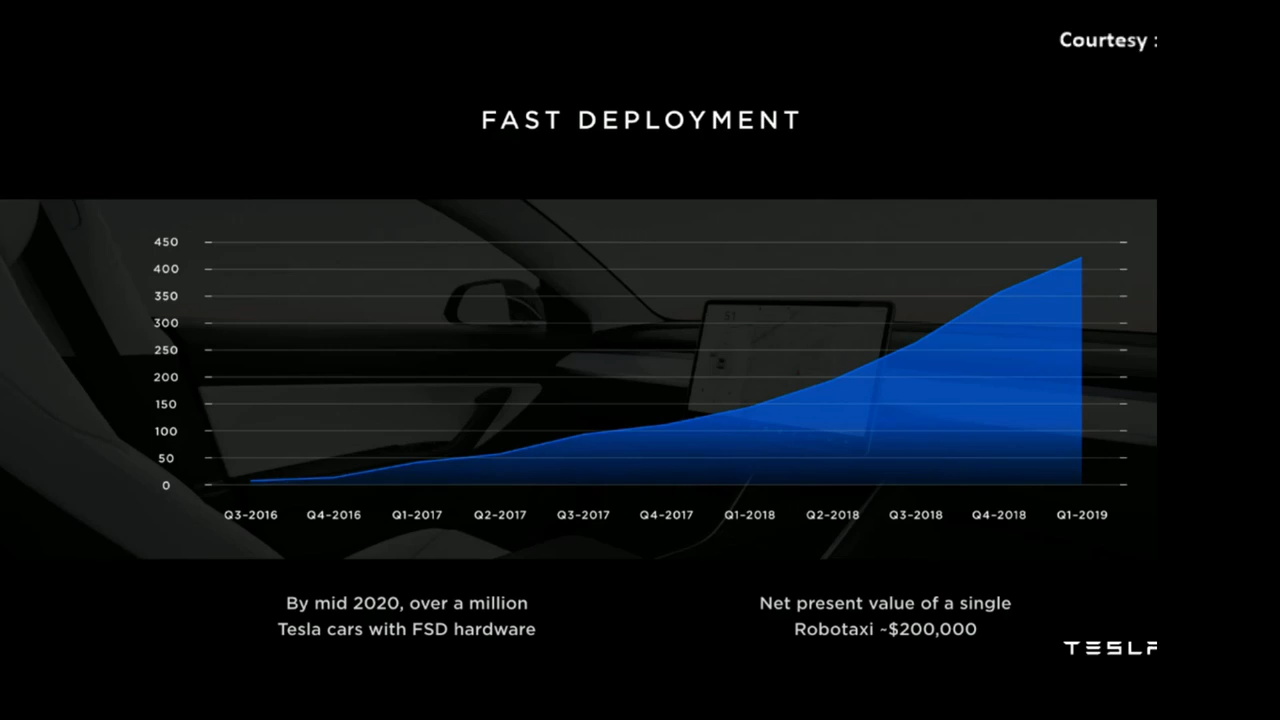 Courtesy :
FAST DEPLOYMENT
450
400
350
300
250
200
150
100
50
0
Q3-2016 Q4-2016 Q1-2017 Q2-2017 Q3-2017 Q4-2017 Q1-2018 Q2-2018 Q3-2018 Q4-2018 Q1-2019
By mid 2020, over a million
Tesla cars with FSD hardware
Net present value of a single
Robotaxi ~$200,000
TESLA